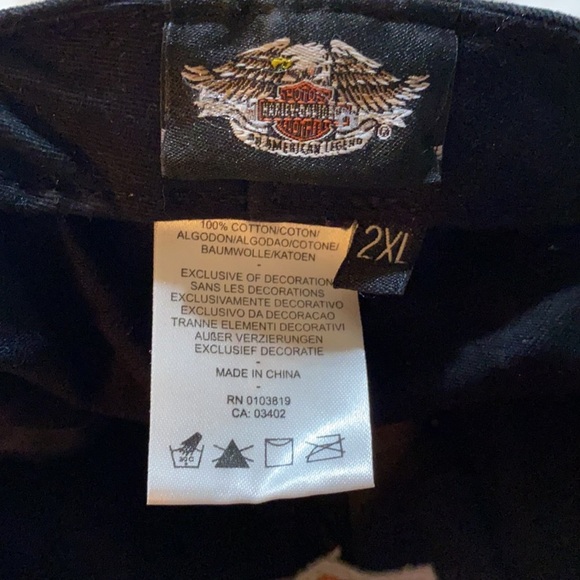 MOTOR
HARLEY-DAVIDSON
CYCLES
AN AMERICAN LEGEND
®
2XL
100% COTTON/COTON/
ALGODON/ALGODAO/COTONE/
BAUMWOLLE/KATOEN
-
EXCLUSIVE OF DECORATION
SANS LES DECORATIONS
EXCLUSIVAMENTE DECORATIVO
EXCLUSO DA DECORACAO
TRANNE ELEMENTI DECORATIVI
AUßER VERZIERUNGEN
EXCLUSIEF DECORATIE
-
MADE IN CHINA
-
RN 0103819
CA: 03402
30 C